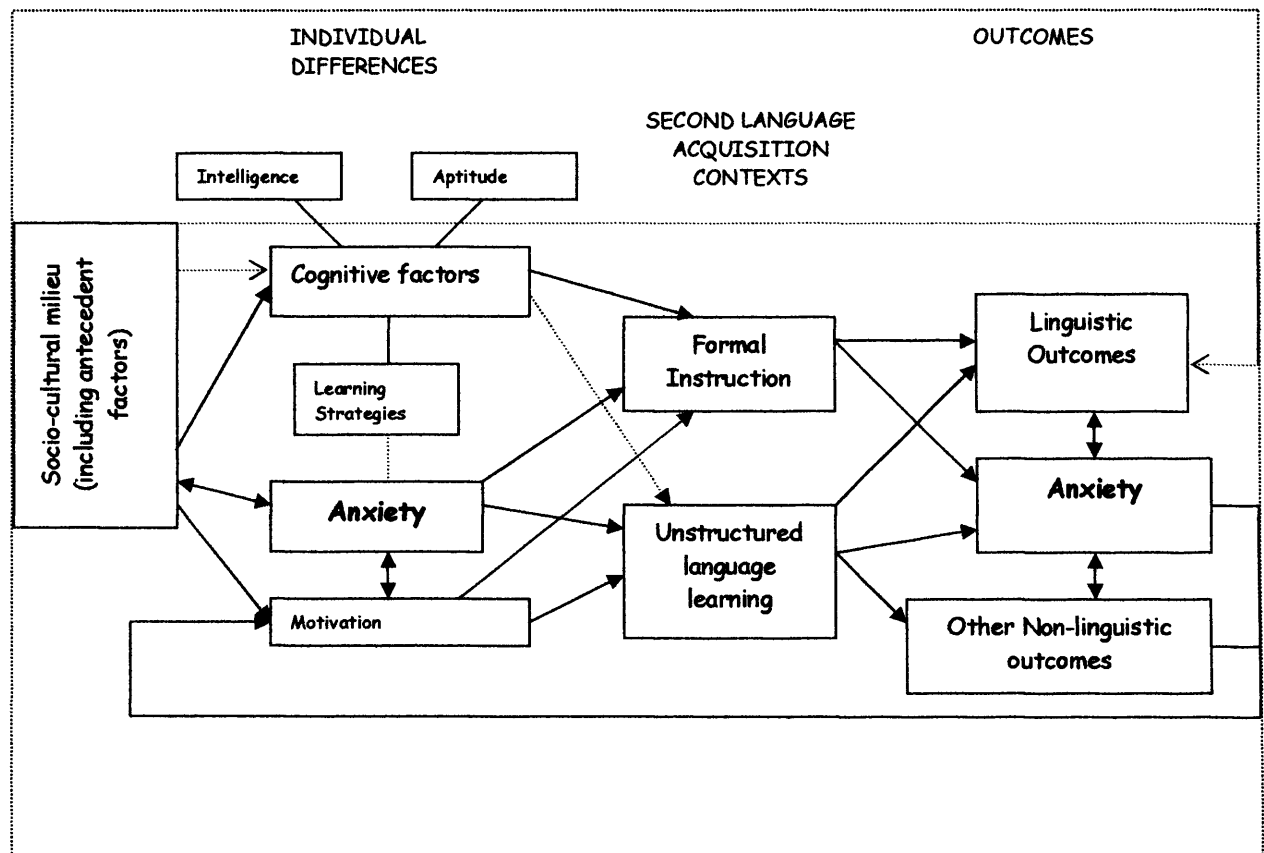 INDIVIDUAL
DIFFERENCES
OUTCOMES
SECOND LANGUAGE
ACQUISITION
CONTEXTS
Intelligence
Aptitude
Socio-cultural milieu
(including antecedent
factors)
Cognitive factors
Learning
Strategies
Anxiety
Motivation
Formal
Instruction
Unstructured
language
learning
Linguistic
Outcomes
Anxiety
Other Non-linguistic
outcomes